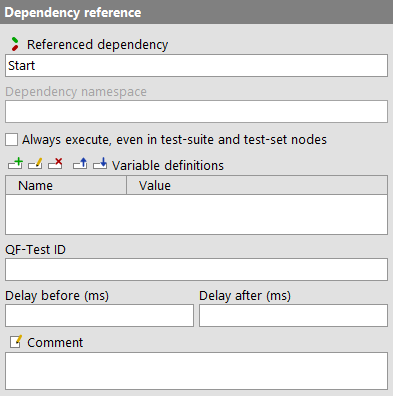 Dependency reference
Referenced dependency
Start
Dependency namespace
Always execute, even in test-suite and test-set nodes
Variable definitions
Name Value
QF-Test ID
Delay before (ms) Delay after (ms)
Comment